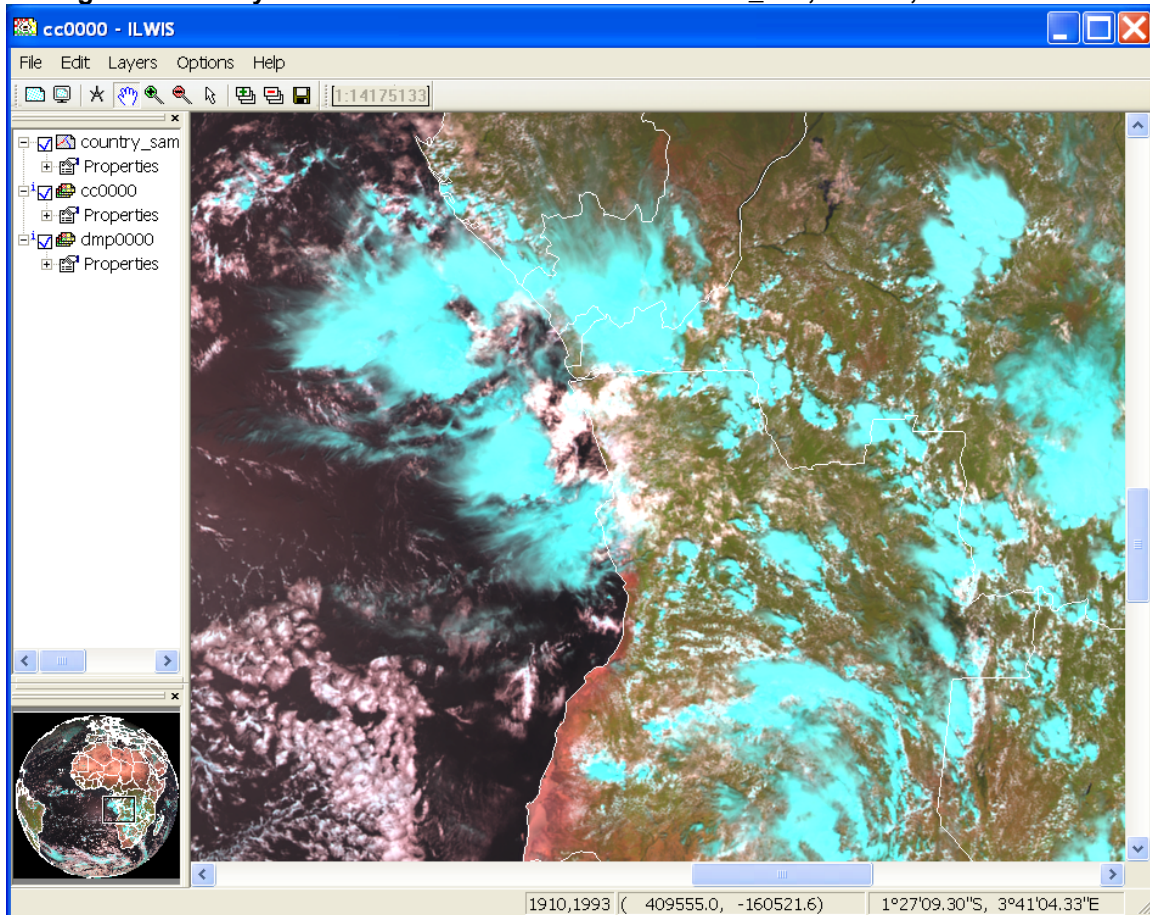 cc0000 - ILWIS
File Edit Layers Options Help
1:14175133
country_sam
Properties
cc0000
Properties
dmp0000
Properties
1910,1993 ( 409555.0, -160521.6) 1°27'09.30"S, 3°41'04.33"E